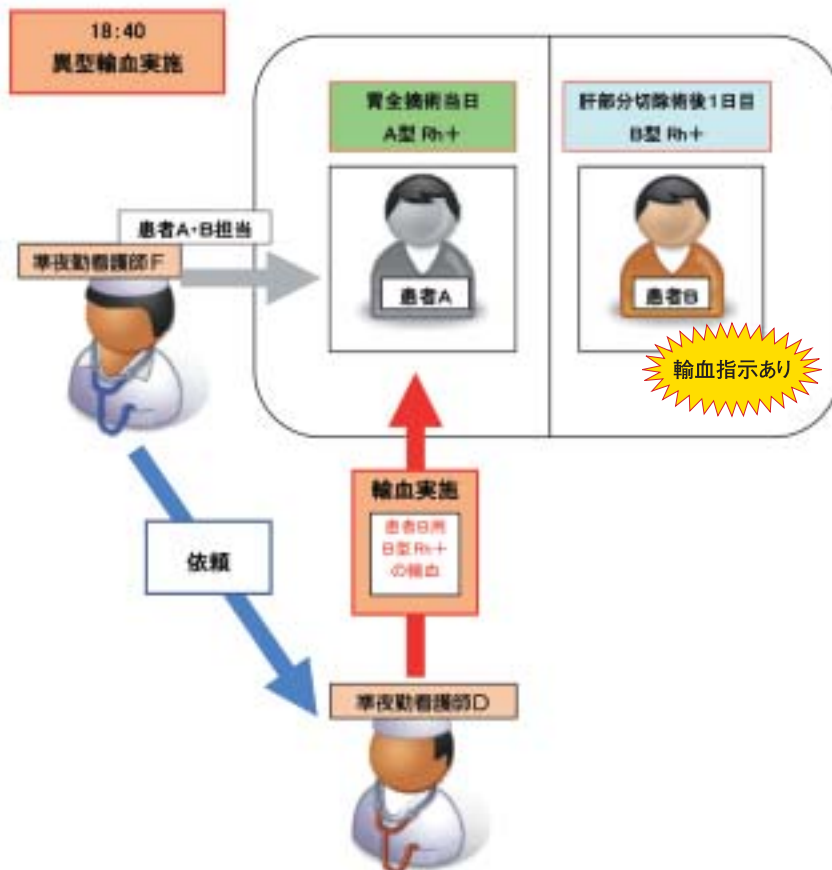 18:40
異型輸血実施
胃全摘術当日
A型 Rh+
肝部分切除術後1日目
B型 Rh+
患者A・B担当
準夜勤看護師F
患者A
患者B
輸血指示あり
輸血実施
患者B用
B型 Rh+
の輸血
依頼
準夜勤看護師D